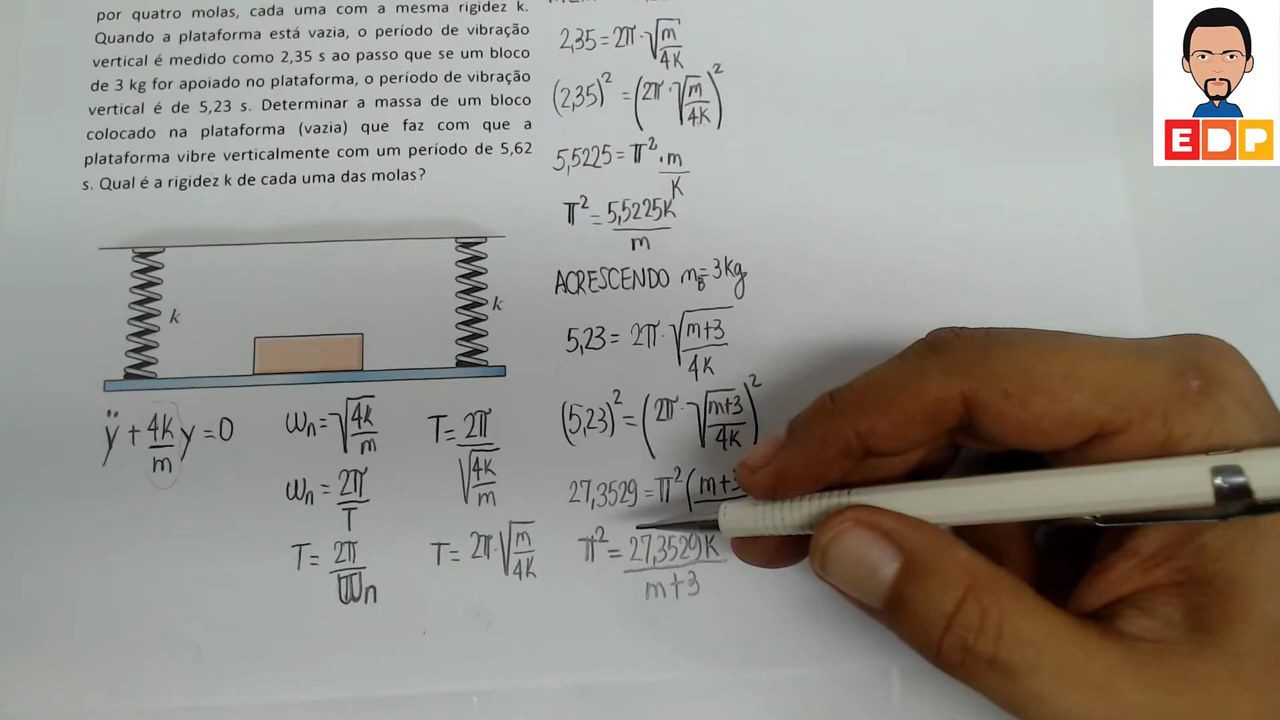 por quatro molas, cada uma com a mesma rigidez k.
Quando a plataforma está vazia, o período de vibração
vertical é medido como 2,35 s ao passo que se um bloco
de 3 kg for apoiado no plataforma, o período de vibração
vertical é de 5,23 s. Determinar a massa de um bloco
colocado na plataforma (vazia) que faz com que a
plataforma vibre verticalmente com um período de 5,62
s. Qual é a rigidez k de cada uma das molas?
k
k
ÿ + 4k/m y = 0
ωn = √(4k/m)
ωn = 2π/T
T = 2π/ωn
T = 2π/√(4k/m)
T = 2π·√(m/4k)
2,35 = 2π·√(m/4k)
(2,35)² = (2π·√(m/4k))²
5,5225 = π²·m/k
π² = 5,5225k/m
ACRESCENDO mB = 3kg
5,23 = 2π·√(m+3/4k)
(5,23)² = (2π·√(m+3/4k))²
27,3529 = π²(m+3
π² = 27,3529k/m+3
EDP